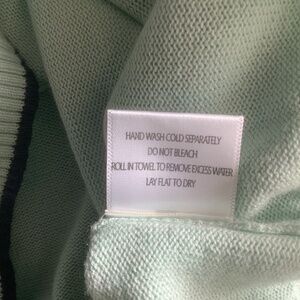 HAND WASH COLD SEPARATELY
DO NOT BLEACH
ROLL IN TOWEL TO REMOVE EXCESS WATER
LAY FLAT TO DRY